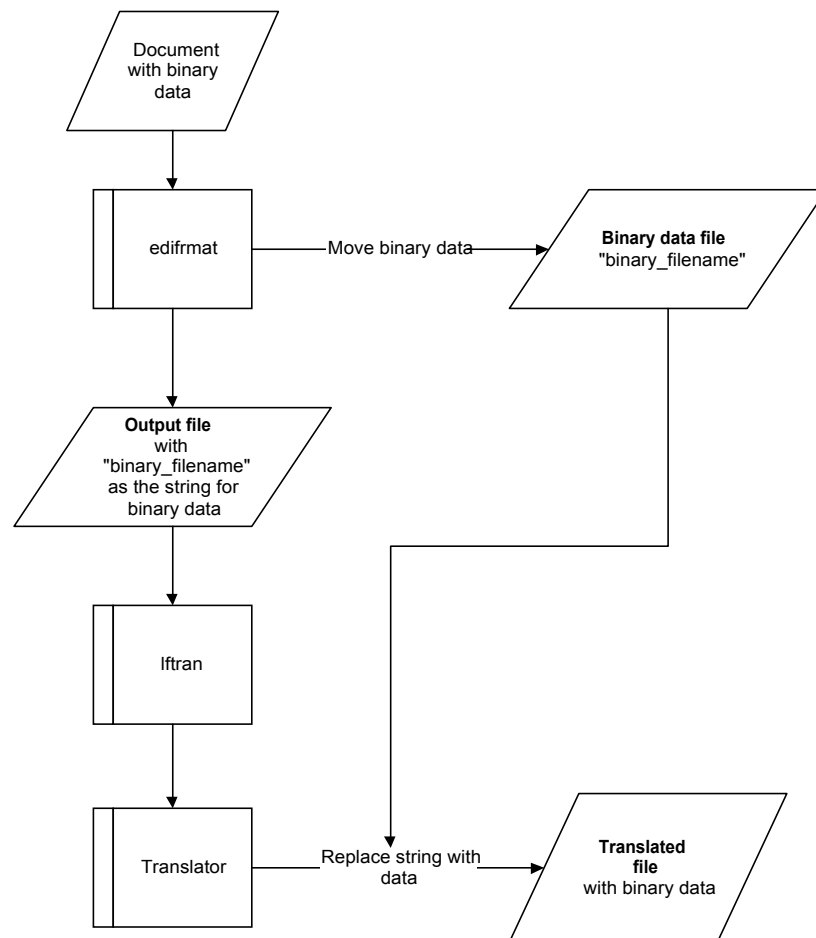 Document
with binary
data
edifrmat
Move binary data
Binary data file
"binary_filename"
Output file
with
"binary_filename"
as the string for
binary data
lftran
Translator
Replace string with
data
Translated
file
with binary data